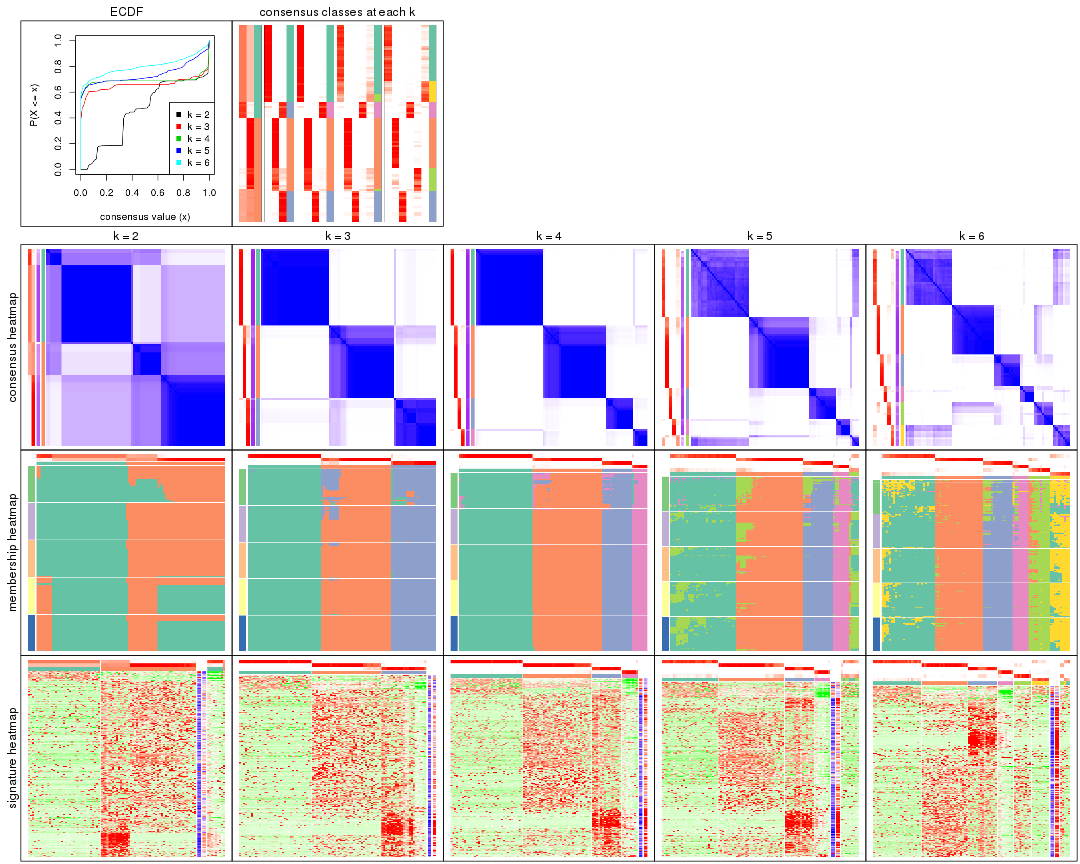 ECDF
consensus classes at each k
P(X <= x)
0.0 0.2 0.4 0.6 0.8 1.0
k = 2
k = 3
k = 4
k = 5
k = 6
0.0 0.2 0.4 0.6 0.8 1.0
consensus value (x)
k = 2
k = 3
k = 4
k = 5
k = 6
consensus heatmap
membership heatmap
signature heatmap